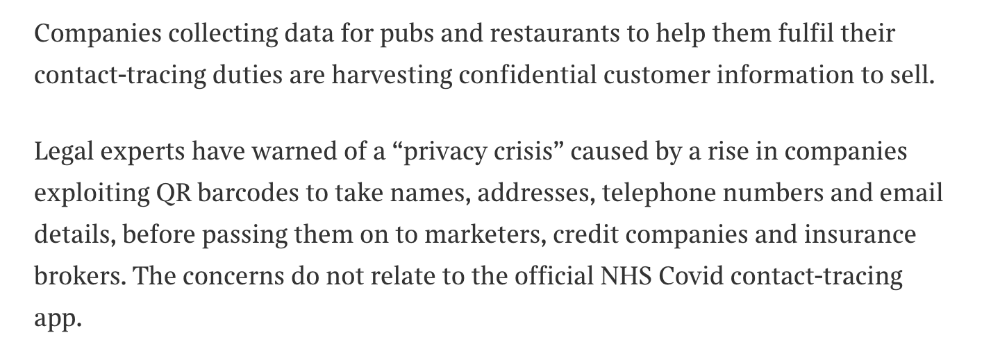 Companies collecting data for pubs and restaurants to help them fulfil their
contact-tracing duties are harvesting confidential customer information to sell.
Legal experts have warned of a “privacy crisis” caused by a rise in companies
exploiting QR barcodes to take names, addresses, telephone numbers and email
details, before passing them on to marketers, credit companies and insurance
brokers. The concerns do not relate to the official NHS Covid contact-tracing
app.